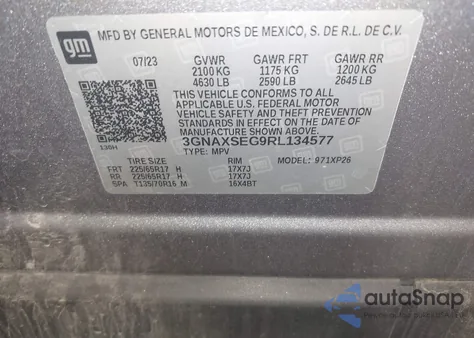 gm
MFD BY GENERAL MOTORS DE MEXICO, S. DE R.L. DE C.V.
07/23 GVWR GAWR FRT GAWR RR
2100 KG 1175 KG 1200 KG
4630 LB 2590 LB 2645 LB
THIS VEHICLE CONFORMS TO ALL
APPLICABLE U.S. FEDERAL MOTOR
VEHICLE SAFETY, BUMPER, AND THEFT
PREVENTION STANDARDS IN EFFECT ON
THE DATE OF MANUFACTURE SHOWN ABOVE.
3GNAXSEG9RL134577
TYPE: MPV MODEL: 971XP26
TIRE SIZE RIM
FRT 225/65R17 H 17X7J
RR 225/65R17 H 17X7J
SPA T135/70R16 M 16X4BT
autoSnap